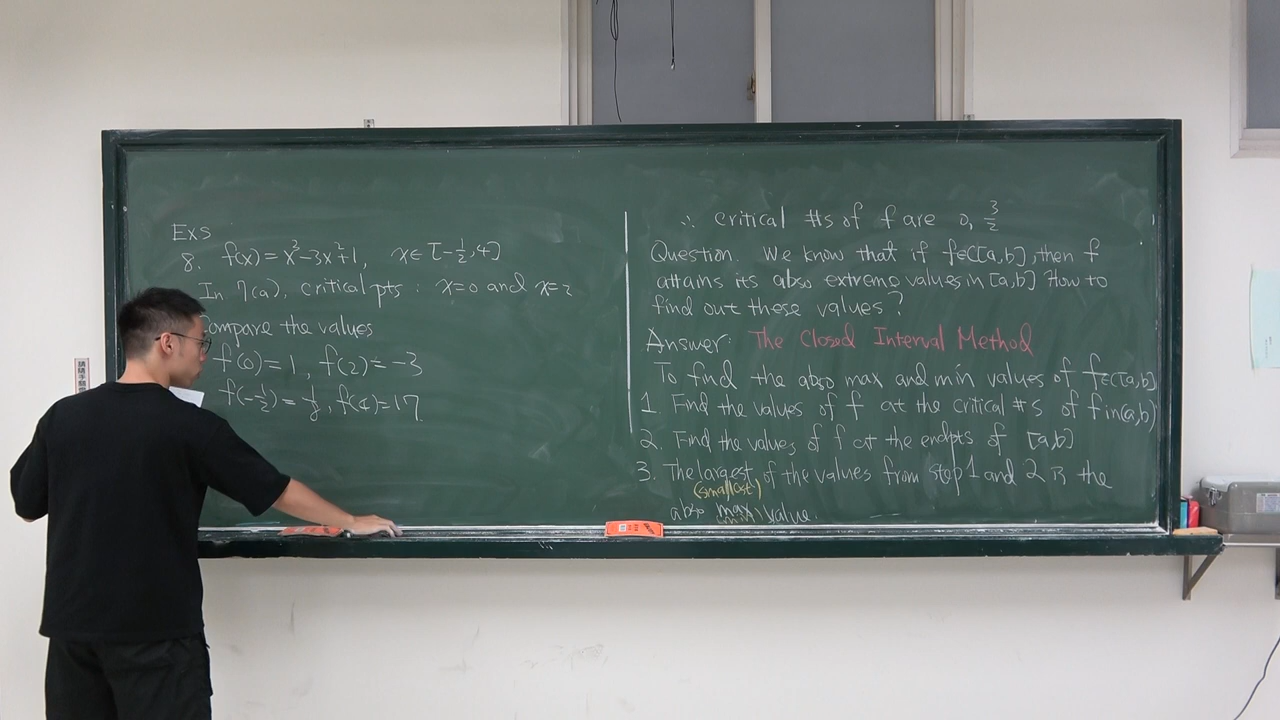 Exs
8. f(x) = x³-3x²+1, x∈[-1/2,4]
In 7(a), critical pts : x=0 and x=2
Compare the values
f(0)=1, f(2)=-3
f(-1/2)=1/8, f(4)=17.
∴ critical #s of f are 0, 3/2
Question. We know that if f∈C[a,b], then f
attains its abso extreme values in [a,b] How to
find out these values?
Answer: The Closed Interval Method
To find the abso max and min values of f f∈C[a,b]
1. Find the values of f at the critical #s of f in(a,b)
2. Find the values of f at the endpts of [a,b]
3. The largest of the values from step 1 and 2 is the
(smallest)
abso max value.
min